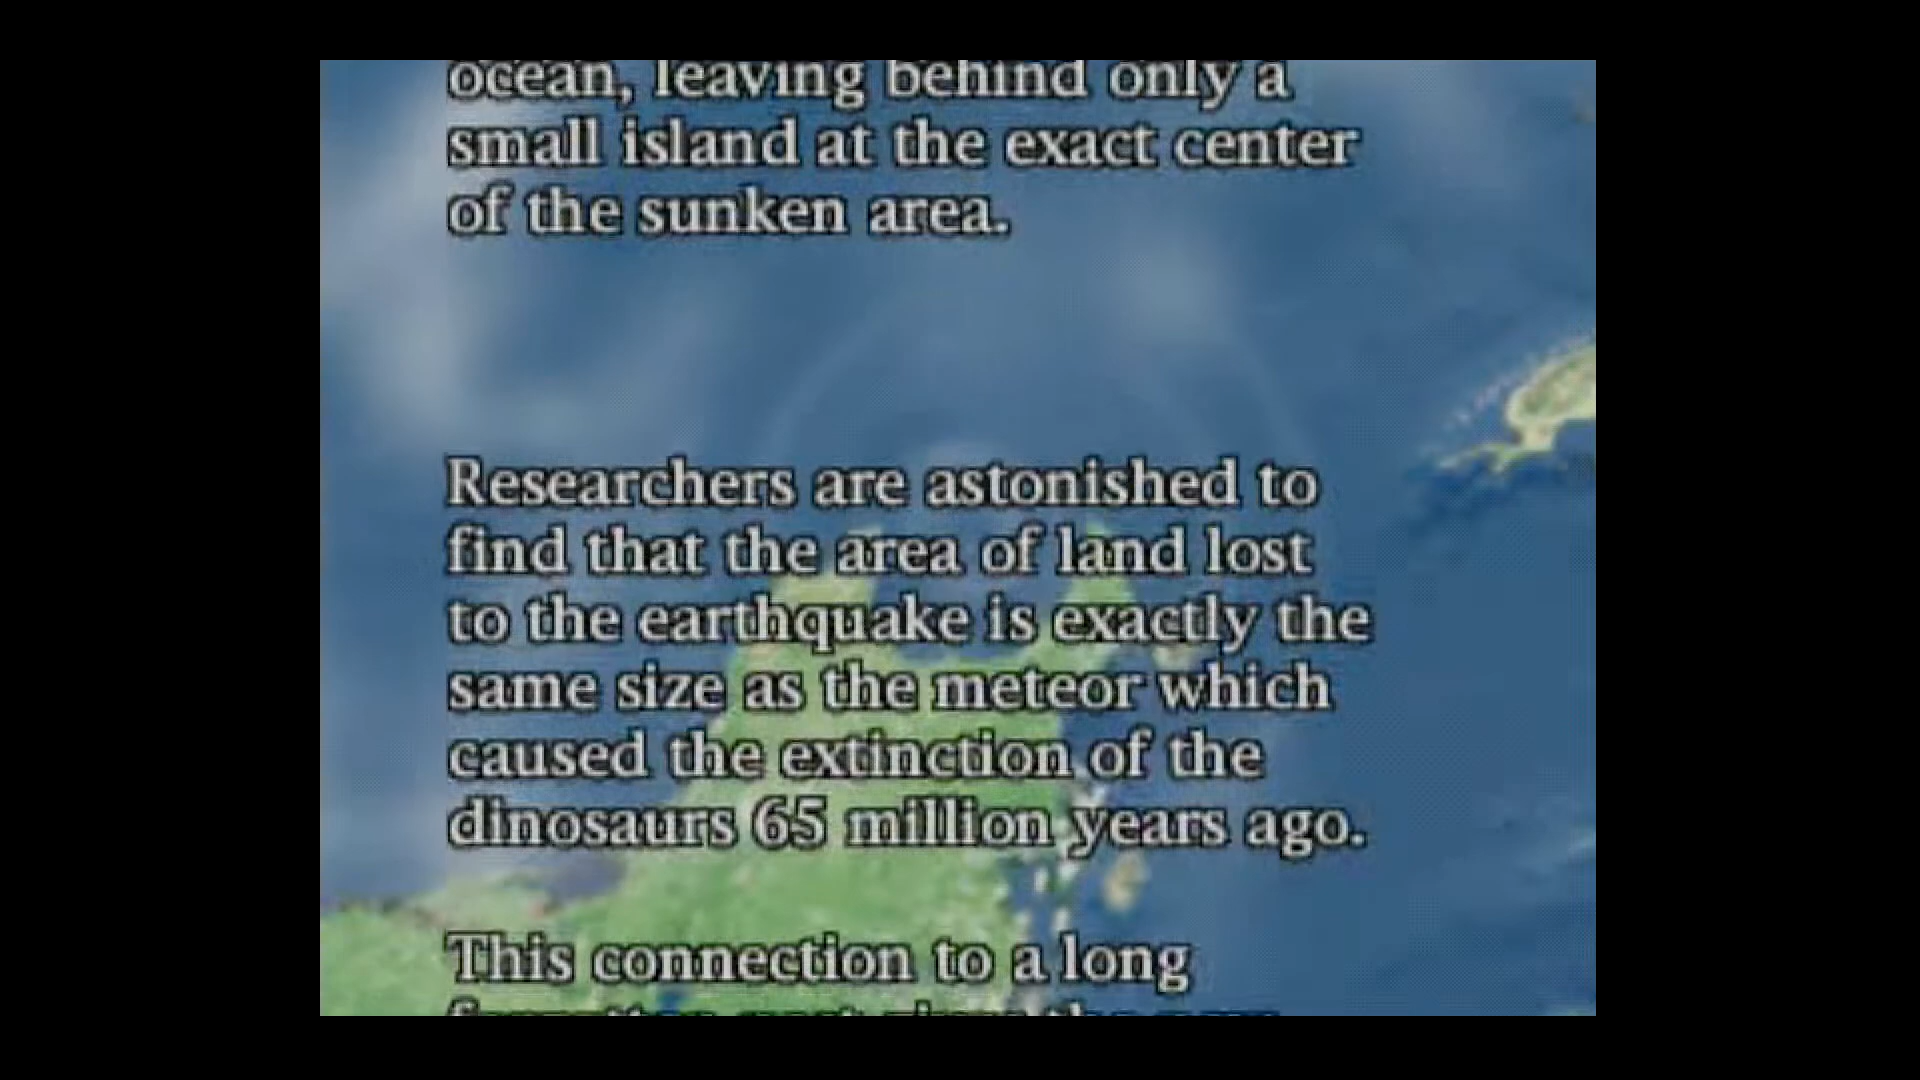 ocean, leaving behind only a
small island at the exact center
of the sunken area.
Researchers are astonished to
find that the area of land lost
to the earthquake is exactly the
same size as the meteor which
caused the extinction of the
dinosaurs 65 million years ago.
This connection to a long